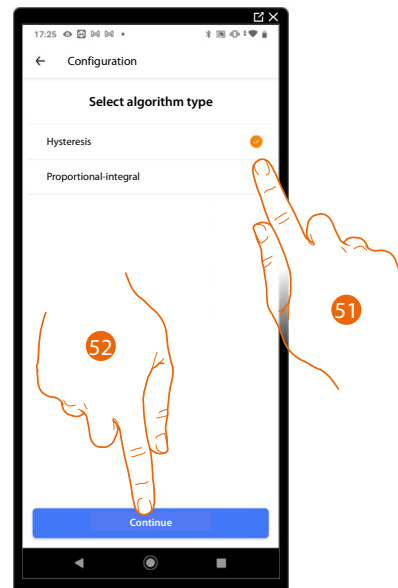 17:25
Configuration
Select algorithm type
Hysteresis
Proportional-integral
51
52
Continue